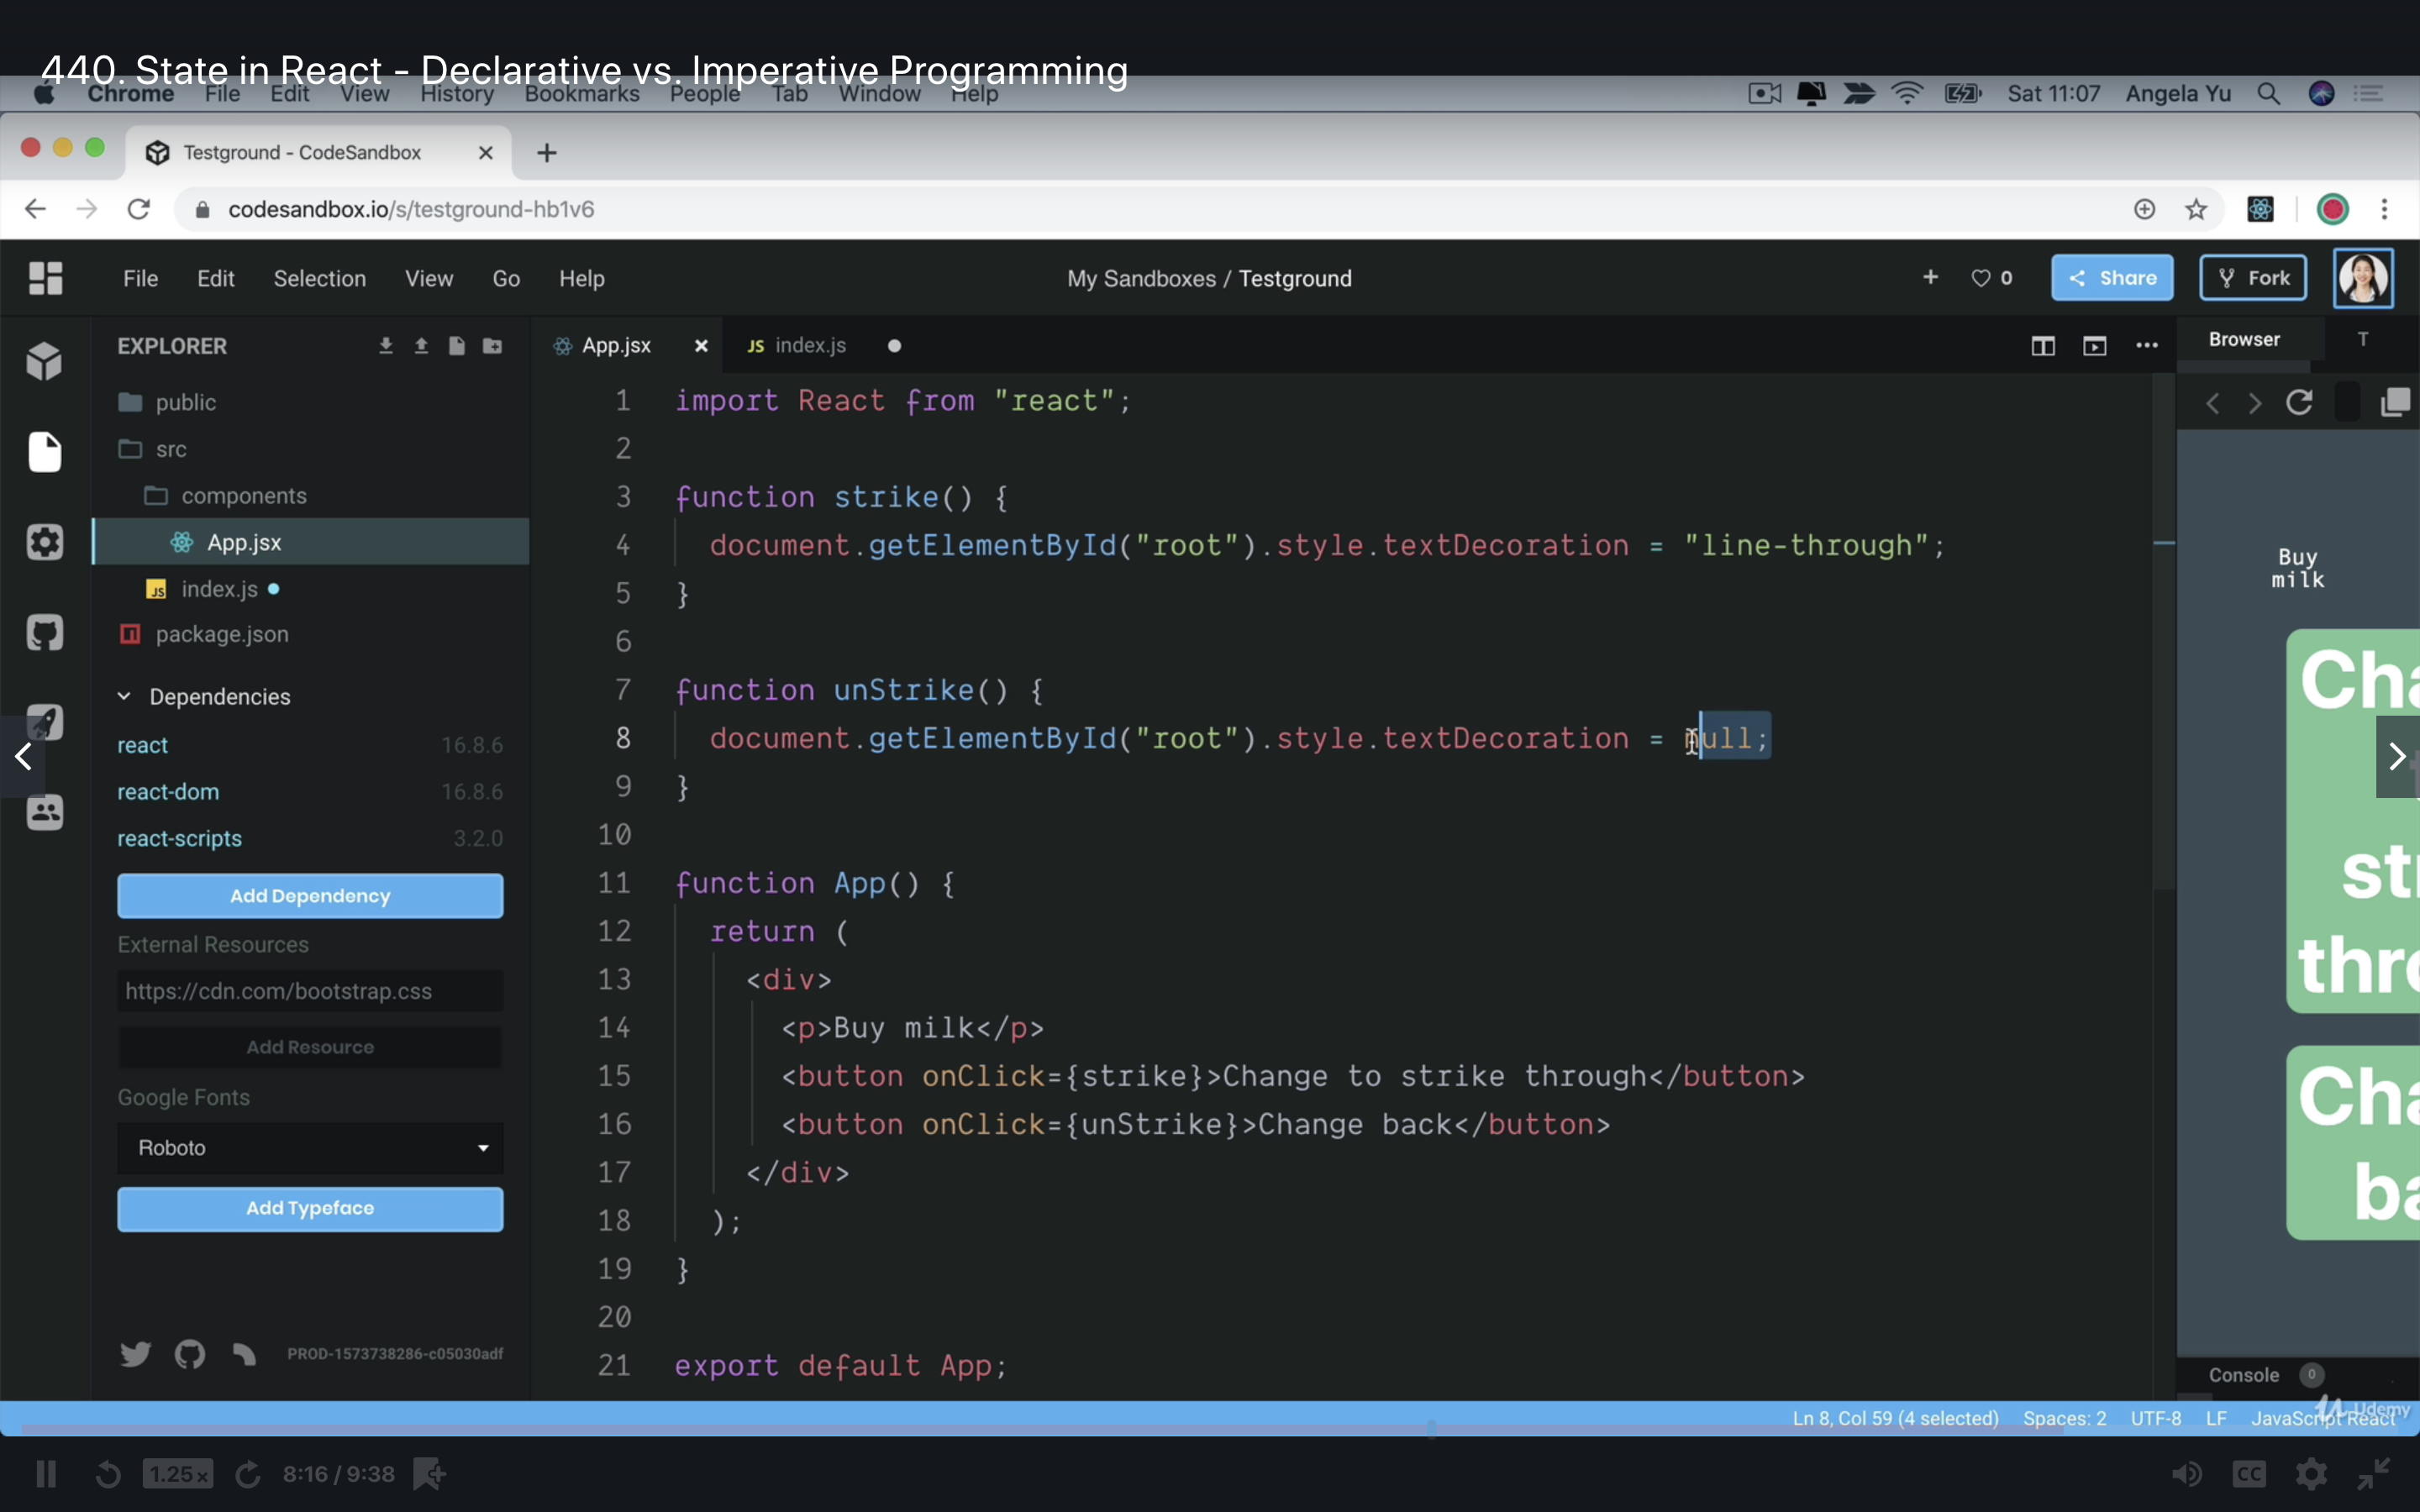 440. State in React - Declarative vs. Imperative Programming
Chrome File Edit View History Bookmarks People Tab Window Help Sat 11:07 Angela Yu
Testground - CodeSandbox
codesandbox.io/s/testground-hb1v6
File Edit Selection View Go Help My Sandboxes / Testground 0 Share Fork
EXPLORER
public
src
components
App.jsx
JS index.js
package.json
Dependencies
react 16.8.6
react-dom 16.8.6
react-scripts 3.2.0
Add Dependency
External Resources
https://cdn.com/bootstrap.css
Add Resource
Google Fonts
Roboto
Add Typeface
PROD-1573738286-c05030adf
App.jsx JS index.js
1 import React from "react";
2
3 function strike() {
4 document.getElementById("root").style.textDecoration = "line-through";
5 }
6
7 function unStrike() {
8 document.getElementById("root").style.textDecoration = null;
9 }
10
11 function App() {
12 return (
13 <div>
14 <p>Buy milk</p>
15 <button onClick={strike}>Change to strike through</button>
16 <button onClick={unStrike}>Change back</button>
17 </div>
18 );
19 }
20
21 export default App;
Browser T
Buy
milk
Cha
str
thro
Cha
ba
Console 0
Ln 8, Col 59 (4 selected) Spaces: 2 UTF-8 LF JavaScript React
Udemy
1.25x 8:16 / 9:38 CC